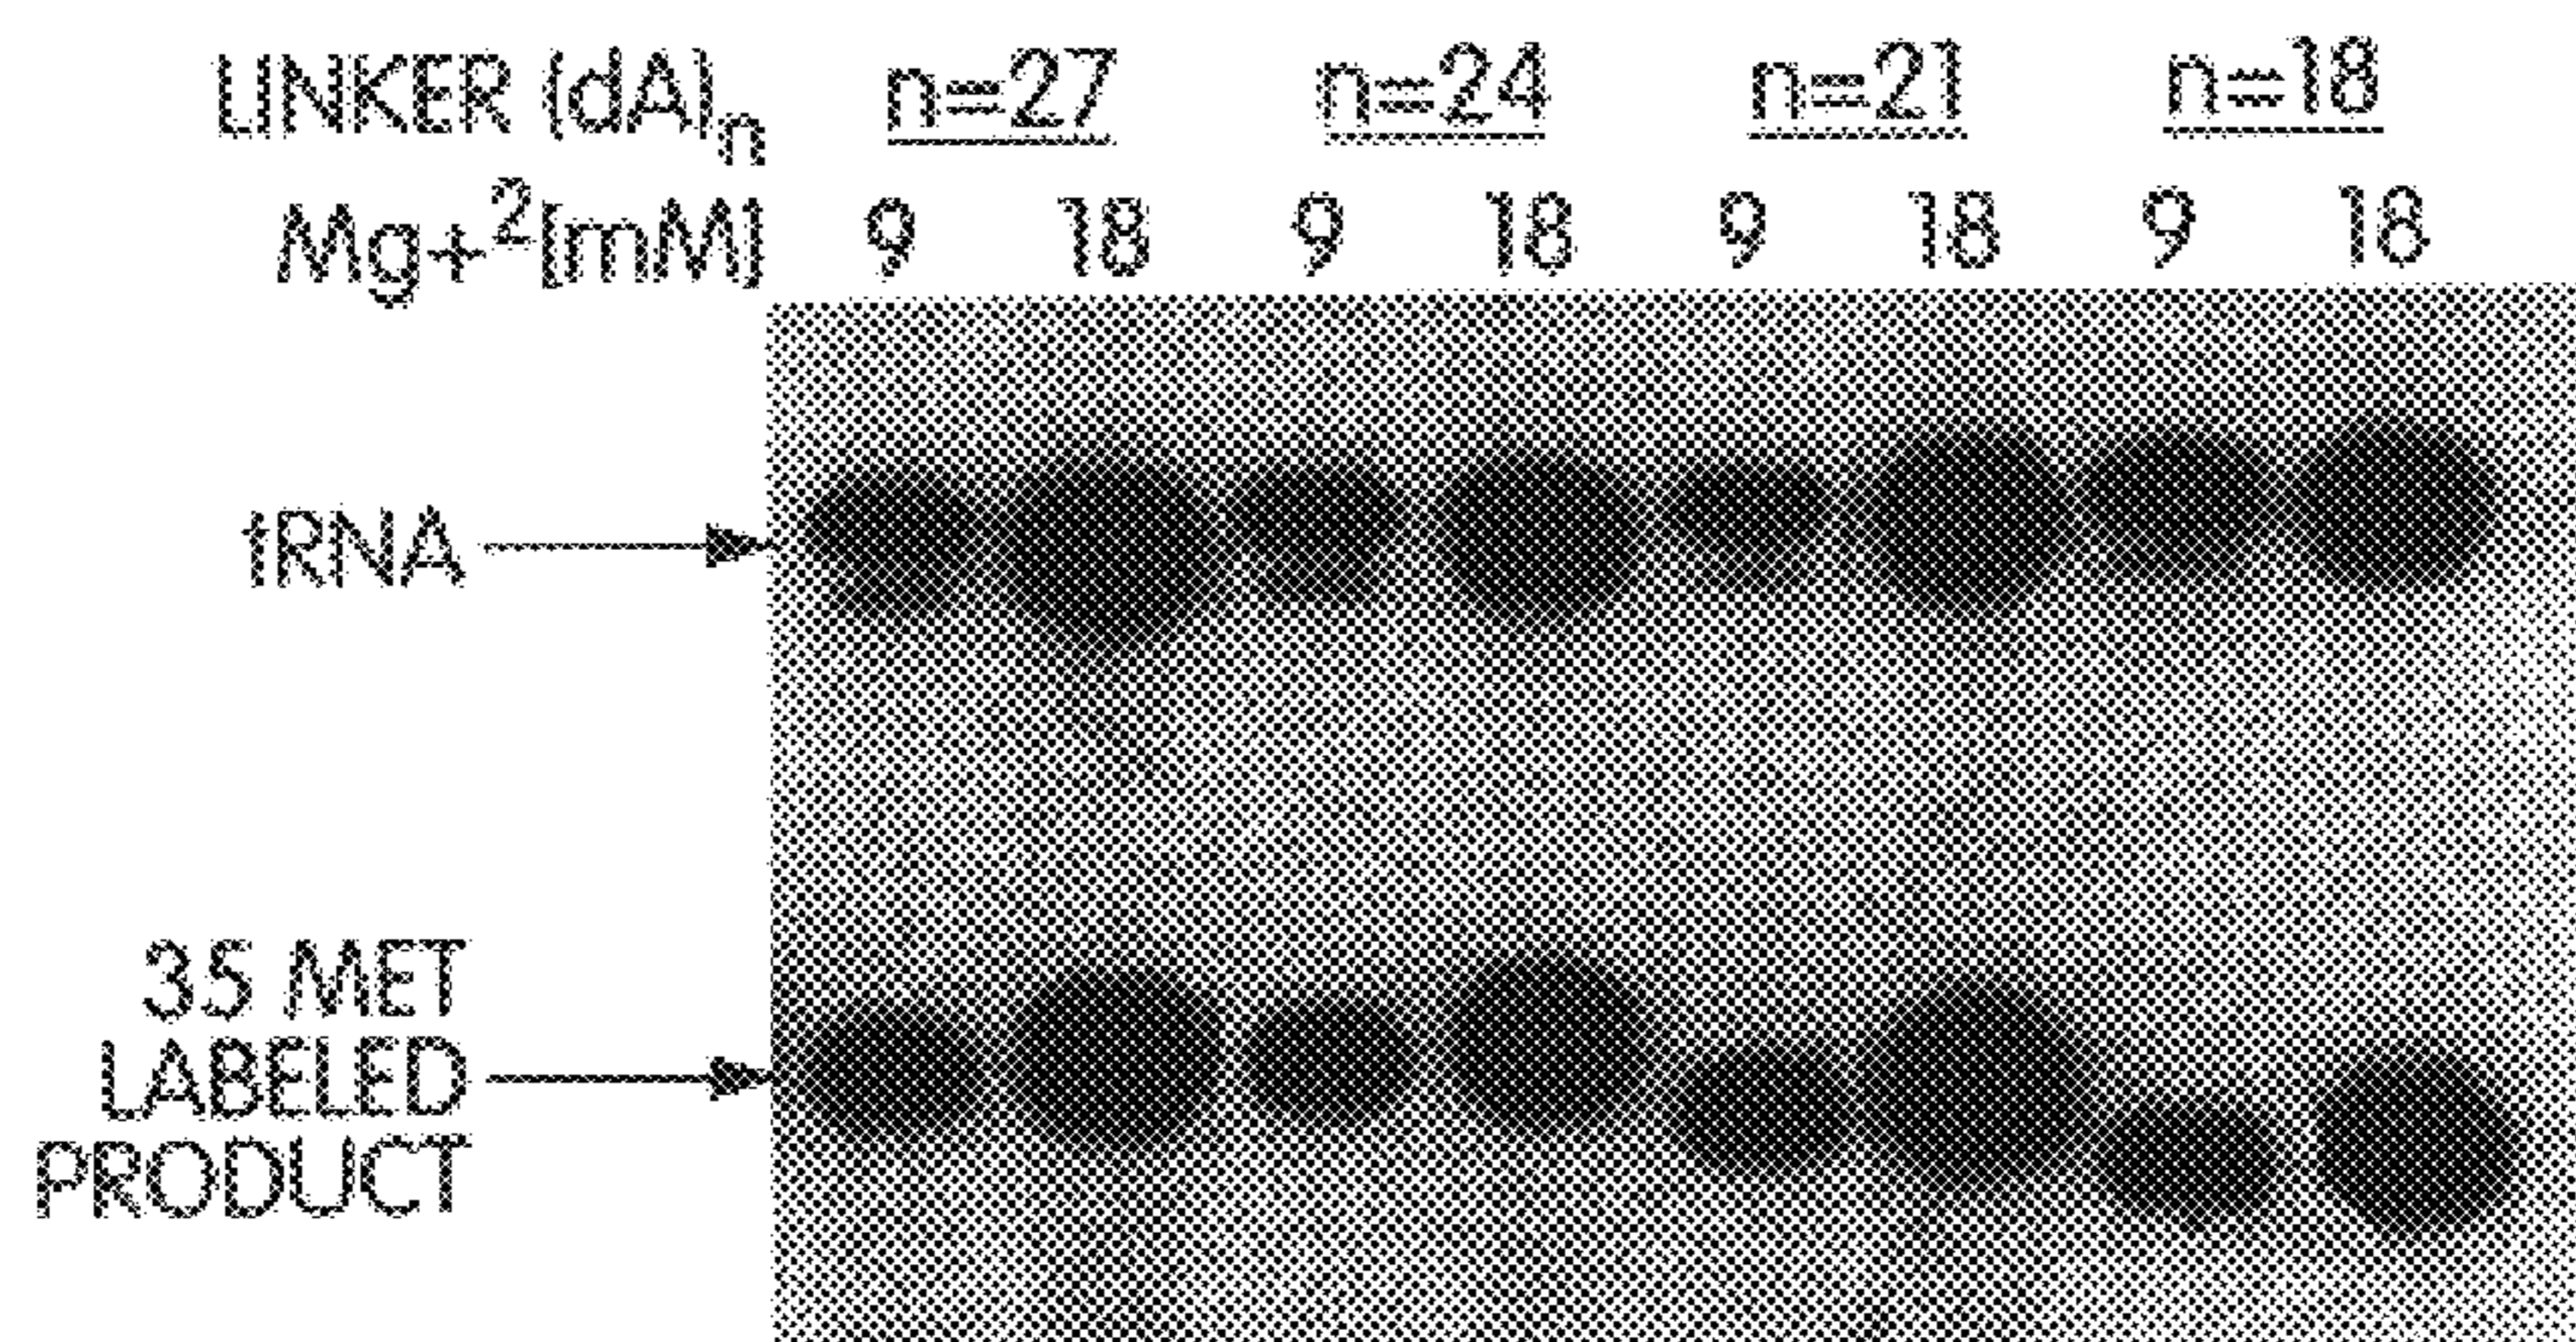 LINKER (dA)n n=27 n=24 n=21 n=18
Mg+2[mM] 9 18 9 18 9 18 9 18
tRNA
35 MET
LABELED
PRODUCT